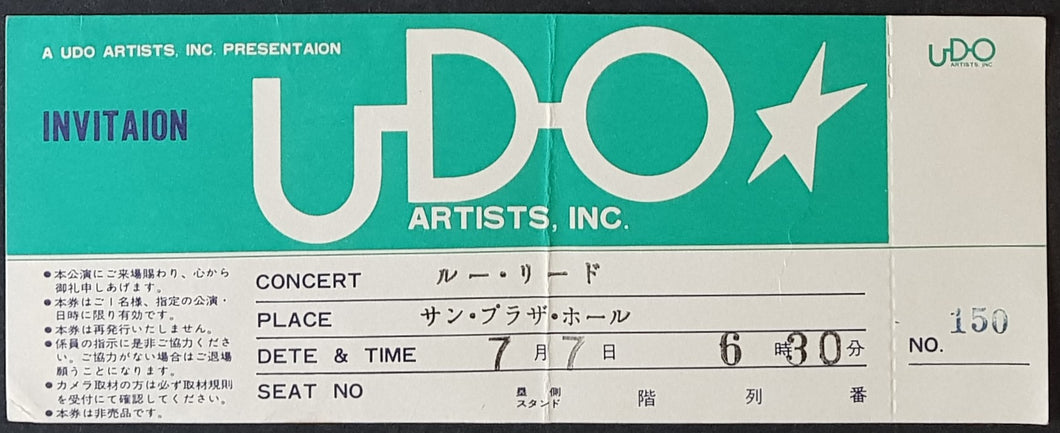 A UDO ARTISTS, INC. PRESENTAION
INVITAION
UDO
ARTISTS, INC.
UDO
ARTISTS, INC.
●本公演にご来場賜わり、心から
御礼申しあげます。
●本券はご1名様、指定の公演・
日時に限り有効です。
●本券は再発行いたしません。
●係員の指示に是非ご協力くださ
い。ご協力がない場合はご退場
願うことになります。
●カメラ取材の方は必ず取材規則
を受付にて確認してください。
●本券は非売品です。
CONCERT ルー・リード
PLACE サン・プラザ・ホール
DETE & TIME 7月7日 6時30分
SEAT NO 塁側スタンド 階 列 番
NO. 150